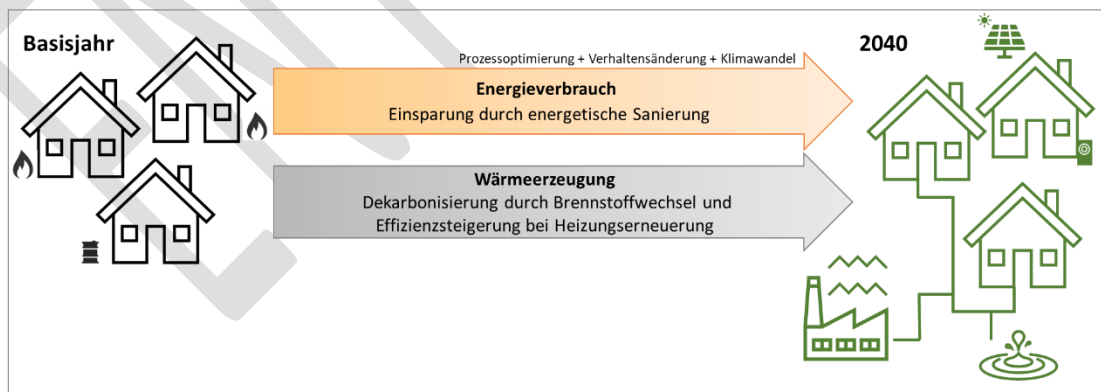 Basisjahr
2040
Prozessoptimierung + Verhaltensänderung + Klimawandel
Energieverbrauch
Einsparung durch energetische Sanierung
Wärmeerzeugung
Dekarbonisierung durch Brennstoffwechsel und
Effizienzsteigerung bei Heizungserneuerung